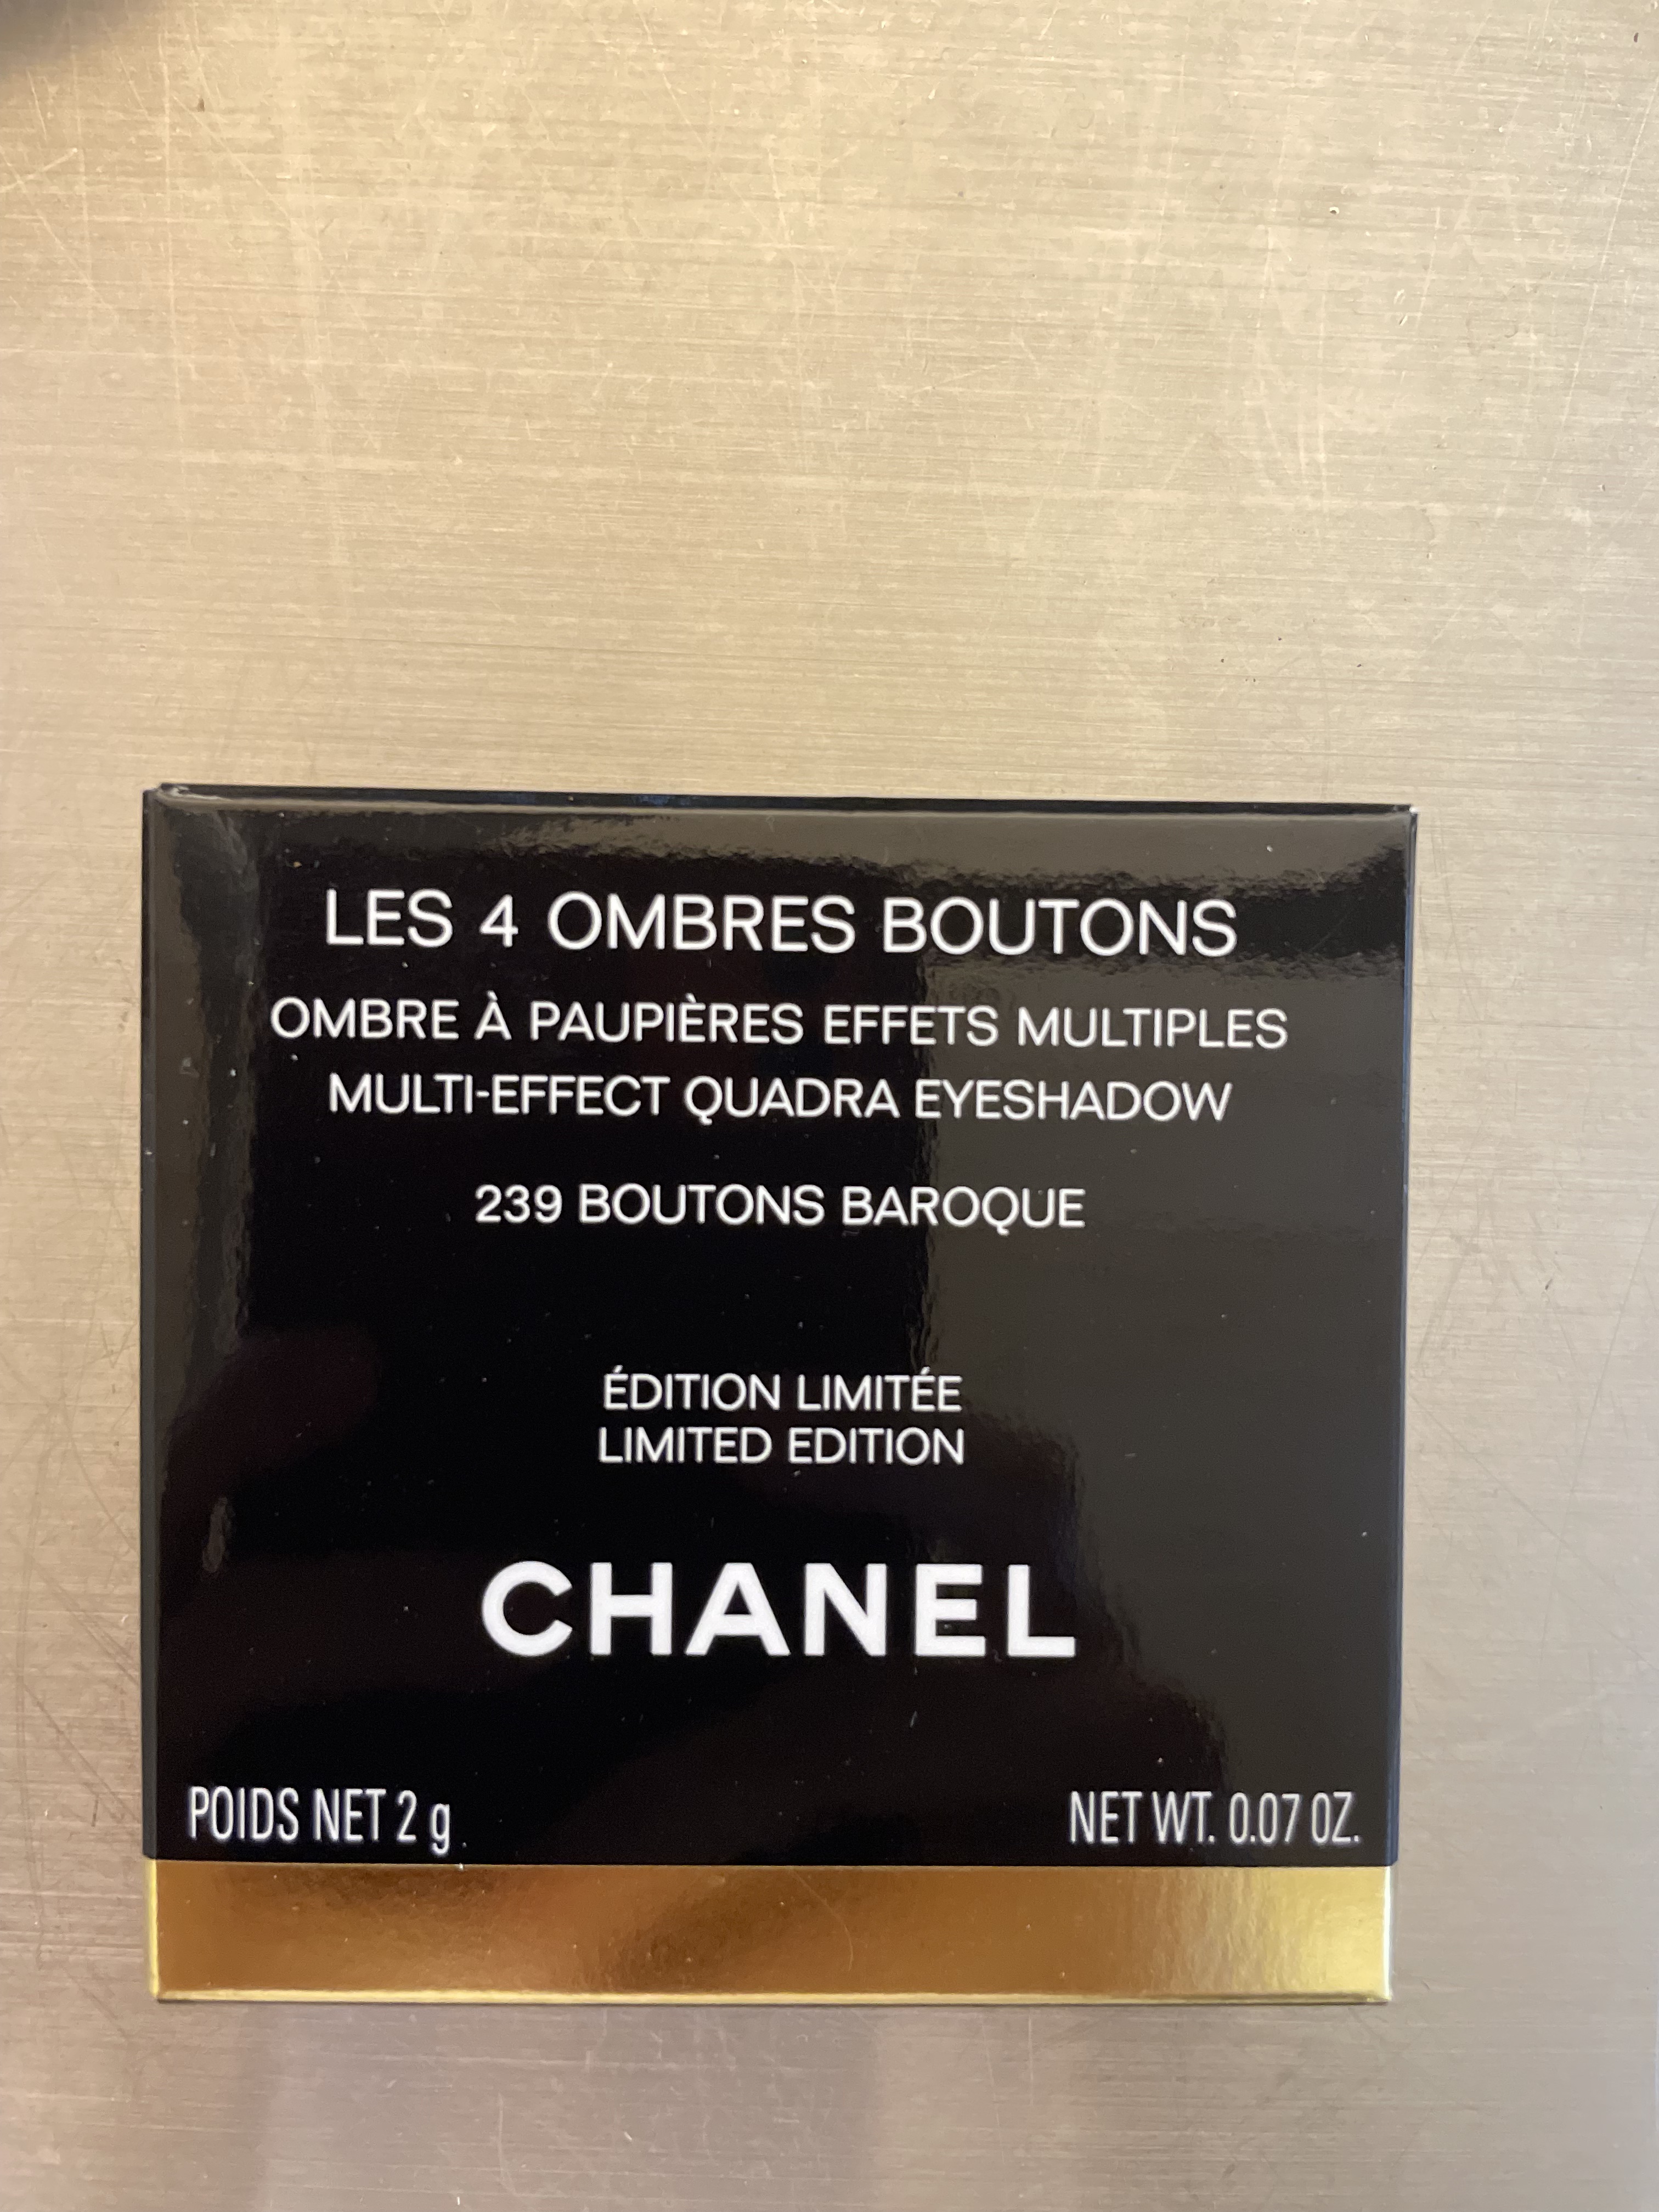 LES 4 OMBRES BOUTONS
OMBRE À PAUPIÈRES EFFETS MULTIPLES
MULTI-EFFECT QUADRA EYESHADOW
239 BOUTONS BAROQUE
ÉDITION LIMITÉE
LIMITED EDITION
CHANEL
POIDS NET 2 g NET WT. 0.07 OZ.